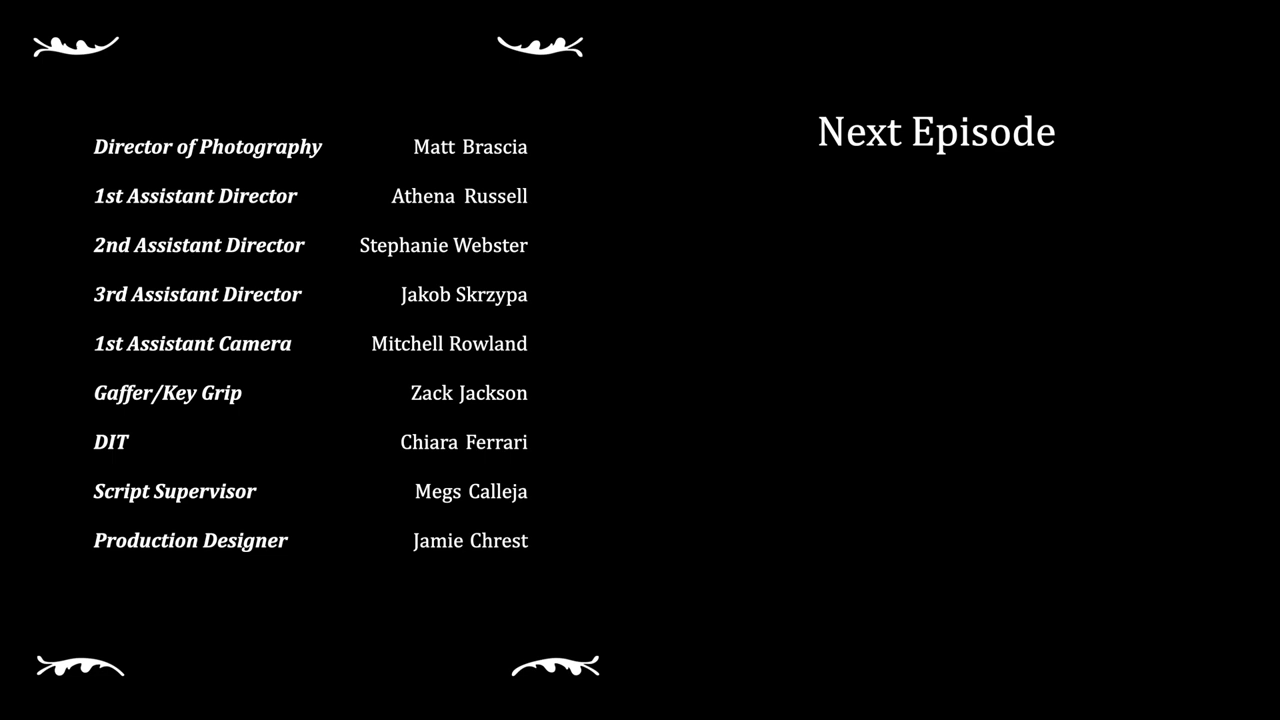 Director of Photography Matt Brascia
1st Assistant Director Athena Russell
2nd Assistant Director Stephanie Webster
3rd Assistant Director Jakob Skrzypa
1st Assistant Camera Mitchell Rowland
Gaffer/Key Grip Zack Jackson
DIT Chiara Ferrari
Script Supervisor Megs Calleja
Production Designer Jamie Chrest
Next Episode